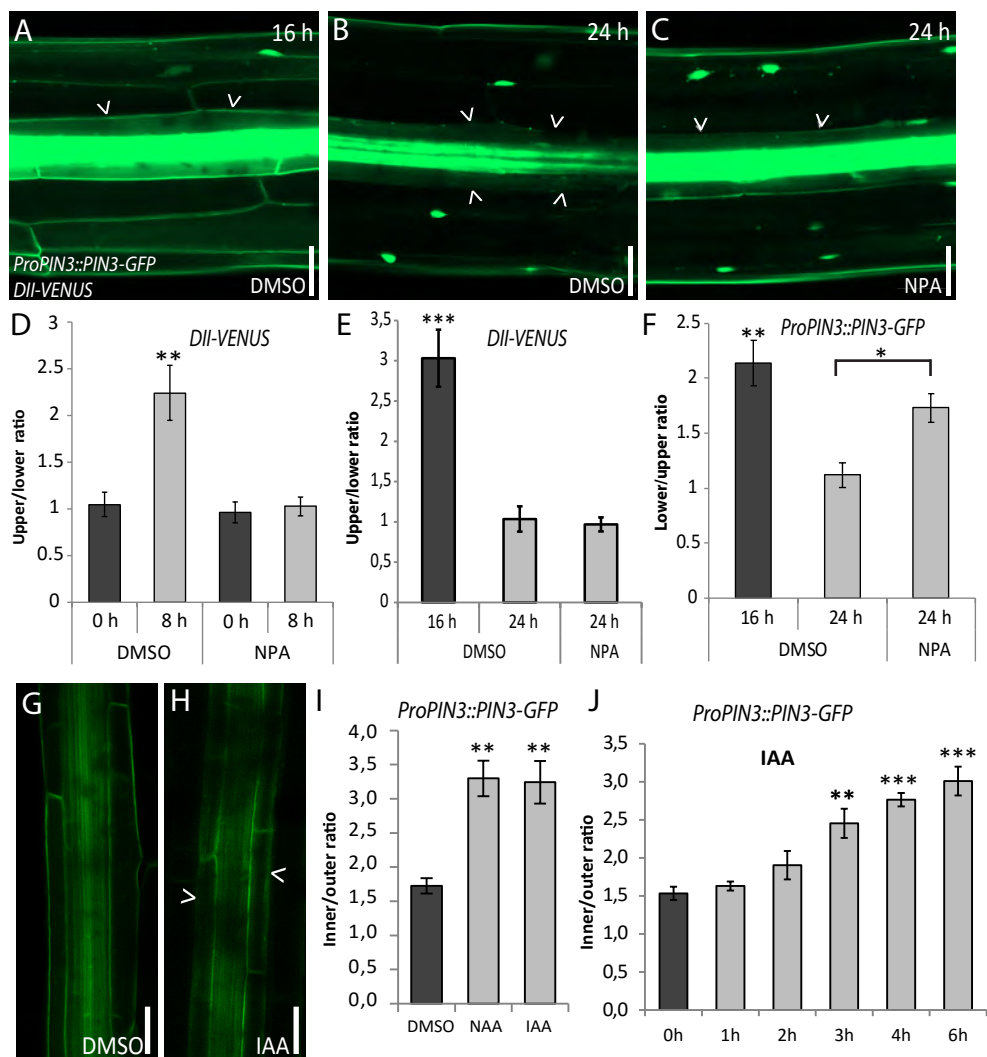 A 16 h
B 24 h
C 24 h
ProPIN3::PIN3-GFP
DII-VENUS
DMSO
DMSO
NPA
D
DII-VENUS
**
Upper/lower ratio
3
2.5
2
1.5
1
0.5
0
0 h 8 h 0 h 8 h
DMSO NPA
E
DII-VENUS
***
Upper/lower ratio
3,5
3
2,5
2
1,5
1
0,5
0
16 h 24 h 24 h
DMSO NPA
F
ProPIN3::PIN3-GFP
**
*
Lower/upper ratio
2.5
2
1.5
1
0.5
0
16 h 24 h 24 h
DMSO NPA
G
DMSO
H
IAA
I
ProPIN3::PIN3-GFP
** **
Inner/outer ratio
4,0
3,5
3,0
2,5
2,0
1,5
1,0
0,5
0,0
DMSO NAA IAA
J
ProPIN3::PIN3-GFP
IAA
** *** ***
Inner/outer ratio
3,5
3,0
2,5
2,0
1,5
1,0
0,5
0,0
0h 1h 2h 3h 4h 6h